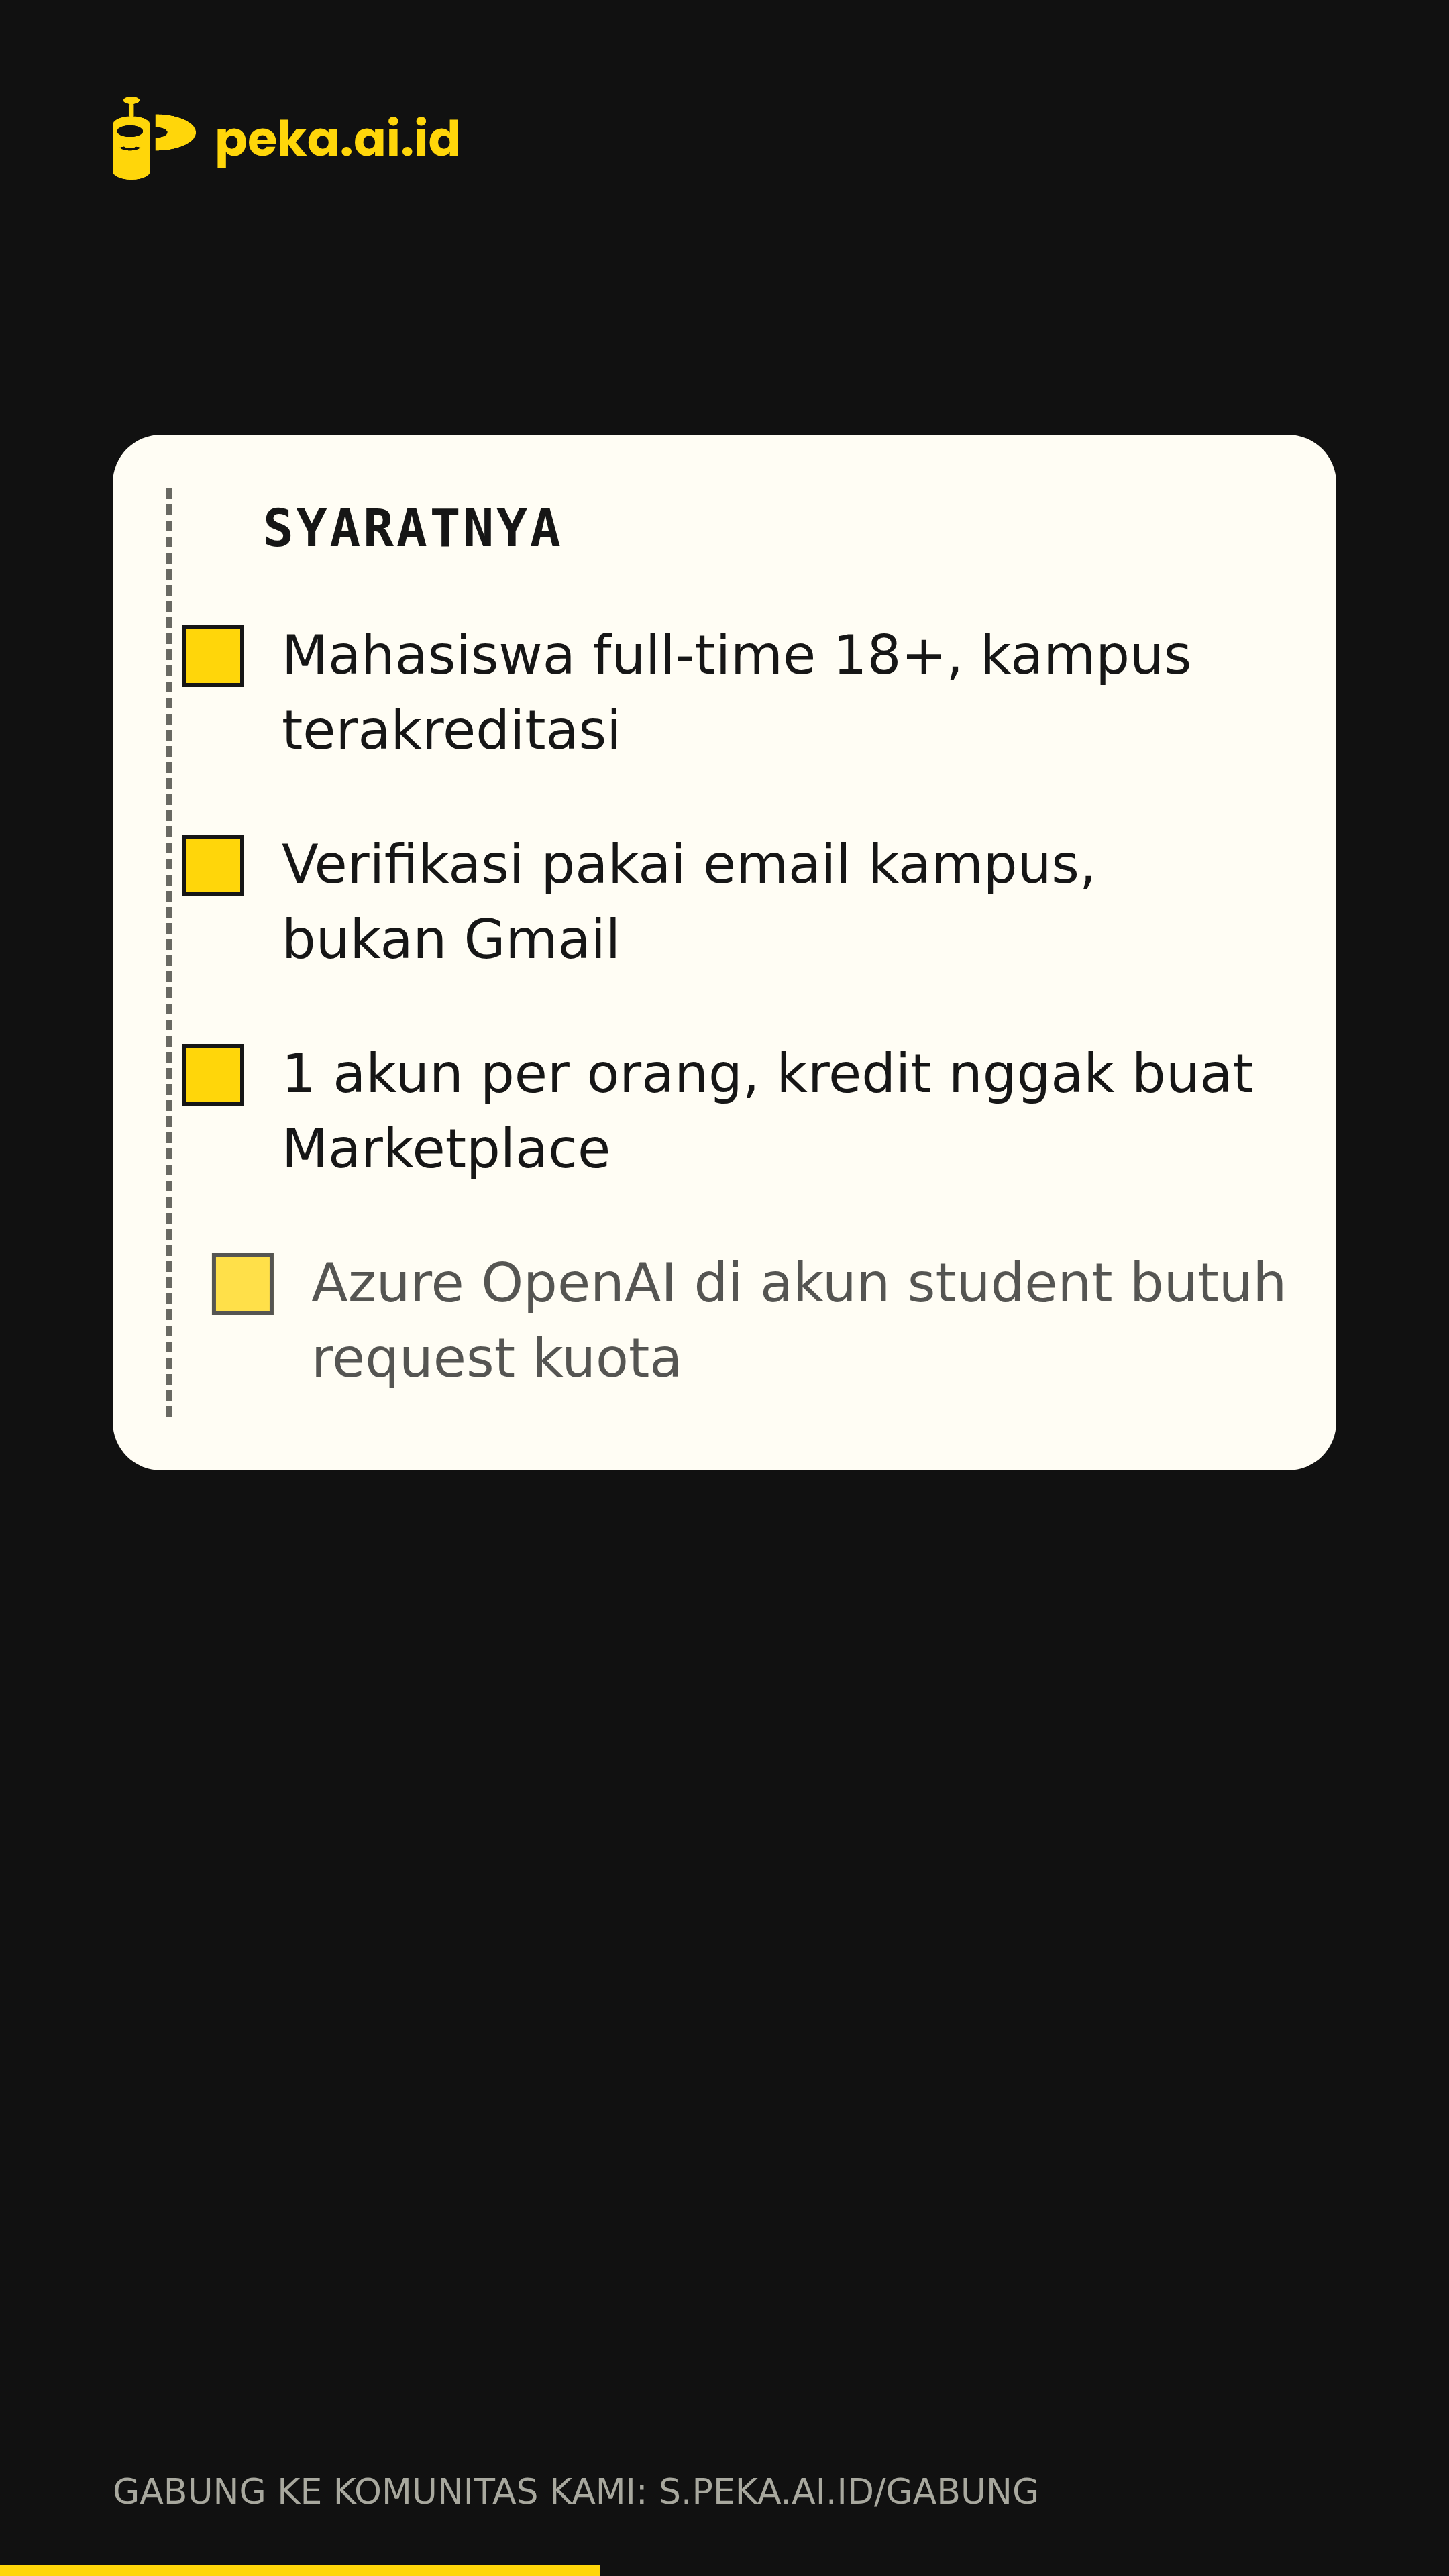 peka.ai.id
SYARATNYA
Mahasiswa full-time 18+, kampus
terakreditasi
Verifikasi pakai email kampus,
bukan Gmail
1 akun per orang, kredit nggak buat
Marketplace
Azure OpenAI di akun student butuh
request kuota
GABUNG KE KOMUNITAS KAMI: S.PEKA.AI.ID/GABUNG